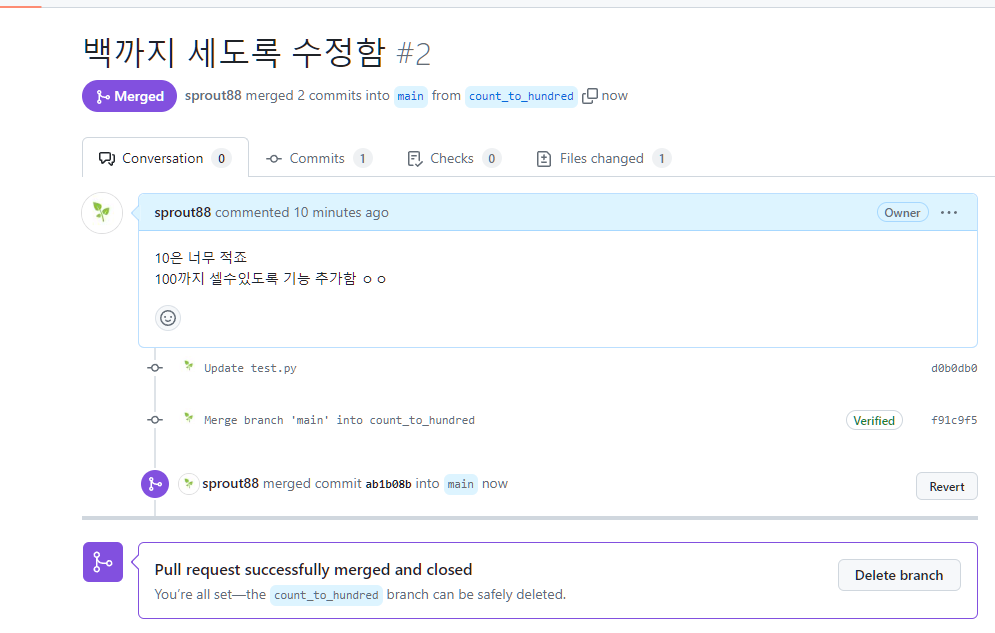 백까지 세도록 수정함 #2
Merged sprout88 merged 2 commits into main from count_to_hundred now
Conversation 0 Commits 1 Checks 0 Files changed 1
sprout88 commented 10 minutes ago Owner ...
10은 너무 적죠
100까지 셀수있도록 기능 추가함 ㅇㅇ
Update test.py d0b0db0
Merge branch 'main' into count_to_hundred Verified f91c9f5
sprout88 merged commit ab1b08b into main now Revert
Pull request successfully merged and closed Delete branch
You're all set—the count_to_hundred branch can be safely deleted.